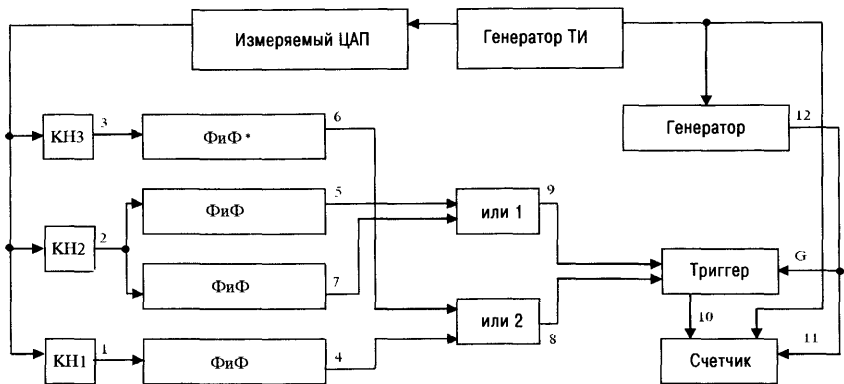 Измеряемый ЦАП
Генератор ТИ
Генератор
12
КН3
3
ФиФ
6
КН2
2
ФиФ
5
или 1
9
ФиФ
7
Триггер
G
или 2
8
10
КН1
1
ФиФ
4
Счетчик
11